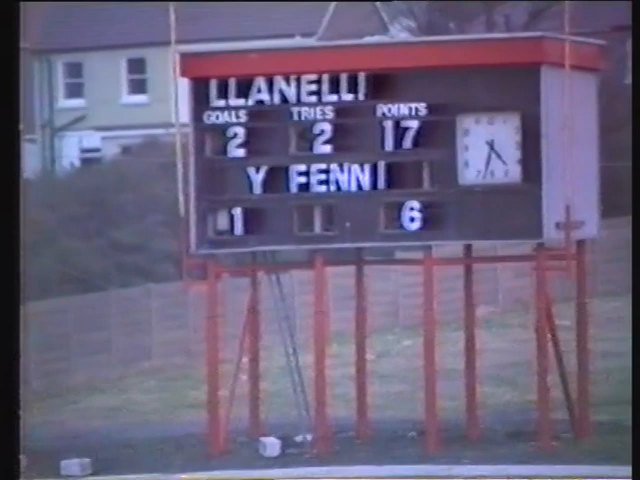 LLANELLI
GOALS TRIES POINTS
2 2 17
Y FENNI
1 6